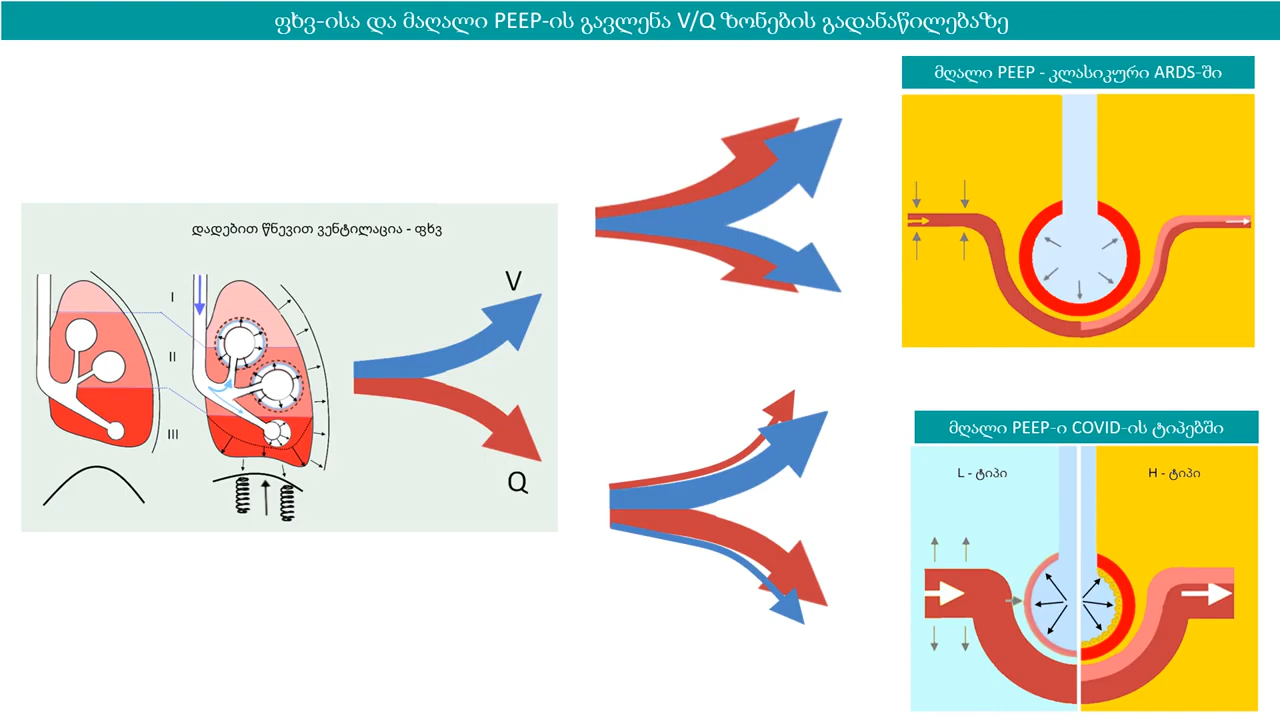 ფხვ-ისა და მაღალი PEEP-ის გავლენა V/Q ზონების გადანაწილებაზე
მღალი PEEP - კლასიკური ARDS-ში
დადებით წნევით ვენტილაცია - ფხვ
V
I
II
III
Q
მღალი PEEP-ი COVID-ის ტიპებში
L - ტიპი
H - ტიპი